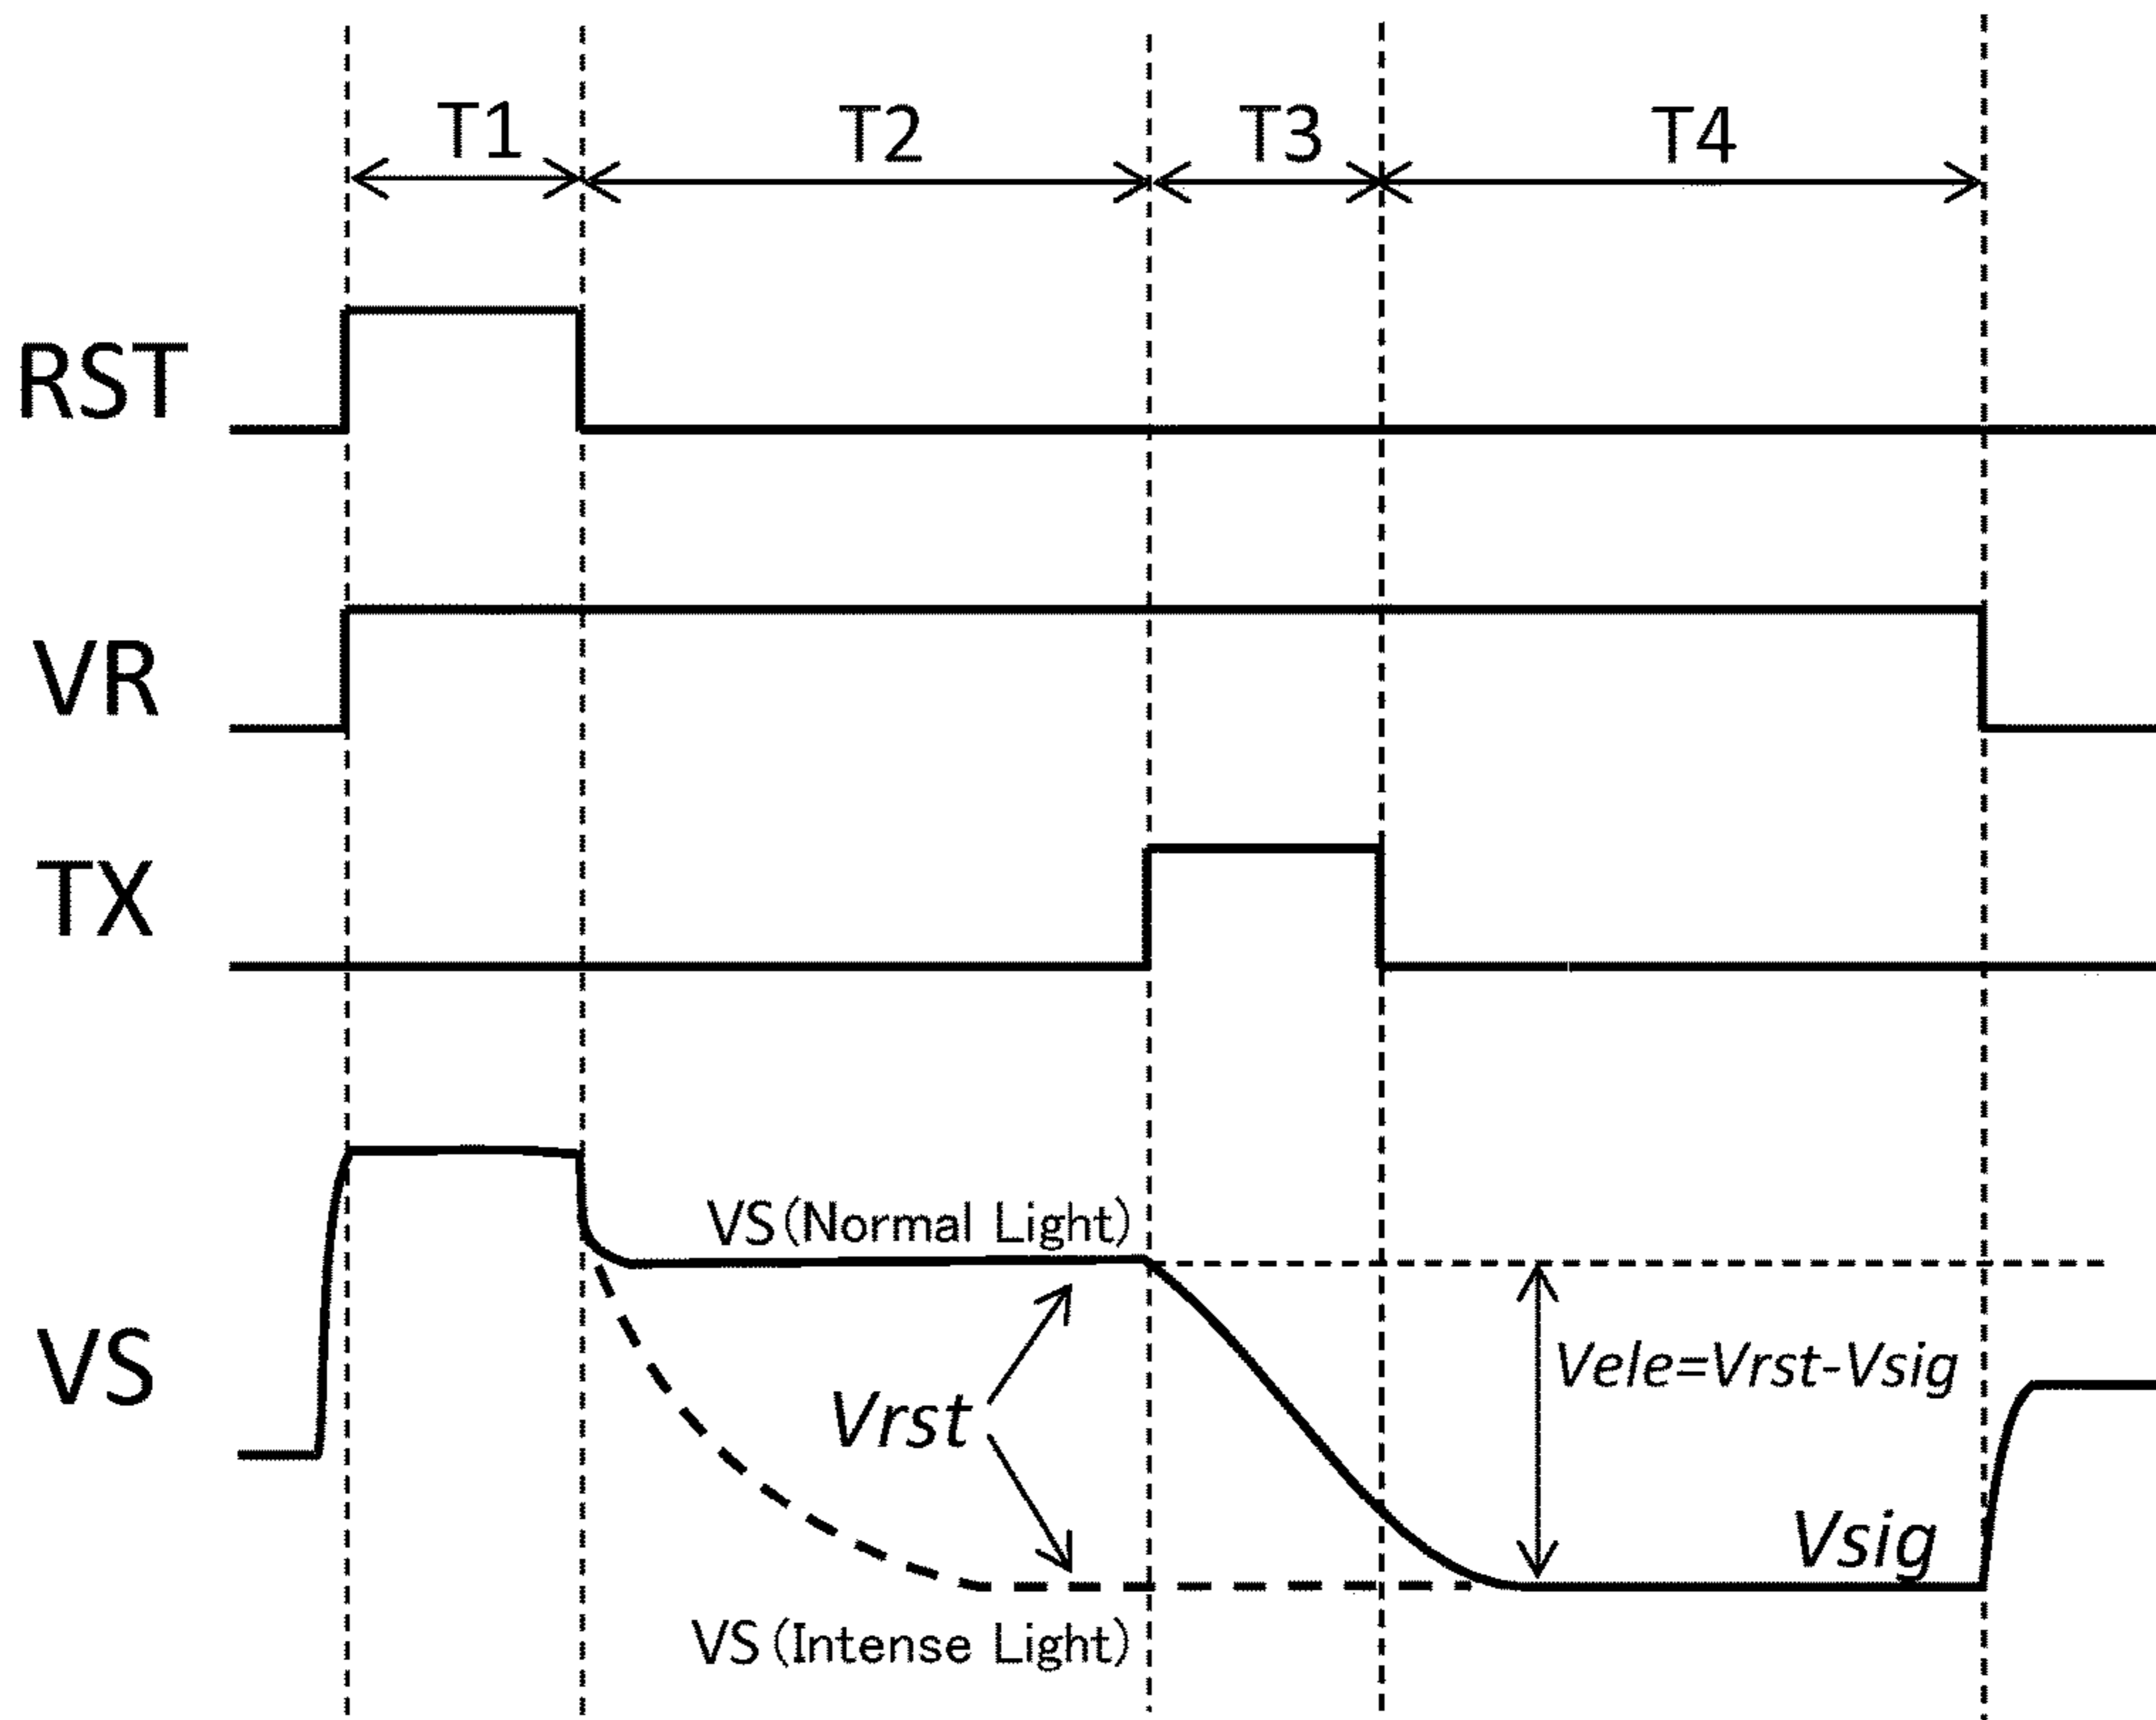 T1 T2 T3 T4
RST
VR
TX
VS(Normal Light)
VS
Vele=Vrst-Vsig
Vrst
Vsig
VS(Intense Light)